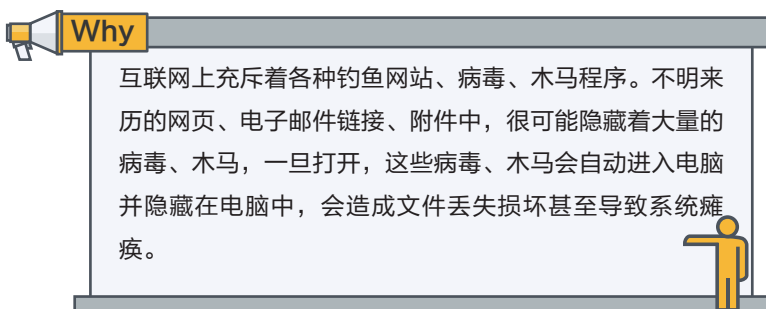 Why
互联网上充斥着各种钓鱼网站、病毒、木马程序。不明来
历的网页、电子邮件链接、附件中，很可能隐藏着大量的
病毒、木马，一旦打开，这些病毒、木马会自动进入电脑
并隐藏在电脑中，会造成文件丢失损坏甚至导致系统瘫
痪。